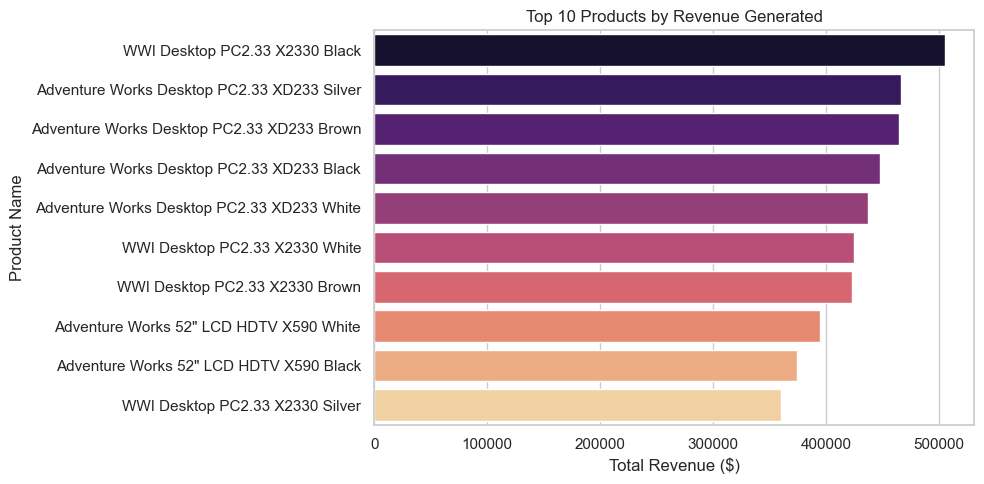 Top 10 Products by Revenue Generated
Product Name
WWI Desktop PC2.33 X2330 Black
Adventure Works Desktop PC2.33 XD233 Silver
Adventure Works Desktop PC2.33 XD233 Brown
Adventure Works Desktop PC2.33 XD233 Black
Adventure Works Desktop PC2.33 XD233 White
WWI Desktop PC2.33 X2330 White
WWI Desktop PC2.33 X2330 Brown
Adventure Works 52" LCD HDTV X590 White
Adventure Works 52" LCD HDTV X590 Black
WWI Desktop PC2.33 X2330 Silver
0 100000 200000 300000 400000 500000
Total Revenue ($)